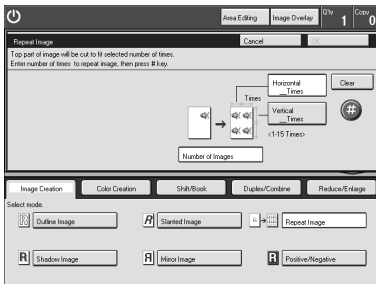 Area Editing
Image Overlay
Q'ty
1
Copy
0
Repeat Image
Cancel
OK
Top part of image will be cut to fit selected number of times.
Enter number of times to repeat image, then press # key.
Horizontal
__Times
Clear
Times
Vertical
__Times
#
<1-15 Times>
Number of Images
Image Creation
Color Creation
Shift/Book
Duplex/Combine
Reduce/Enlarge
Select mode.
R
Outline Image
R
Slanted Image
R
Repeat Image
R
Shadow Image
Я
Mirror Image
R
Positive/Negative